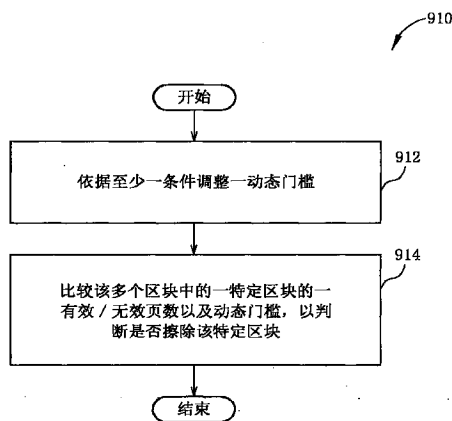 910
开始
依据至少一条件调整一动态门槛
912
比较该多个区块中的一特定区块的一
有效/无效页数以及动态门槛，以判
断是否擦除该特定区块
914
结束